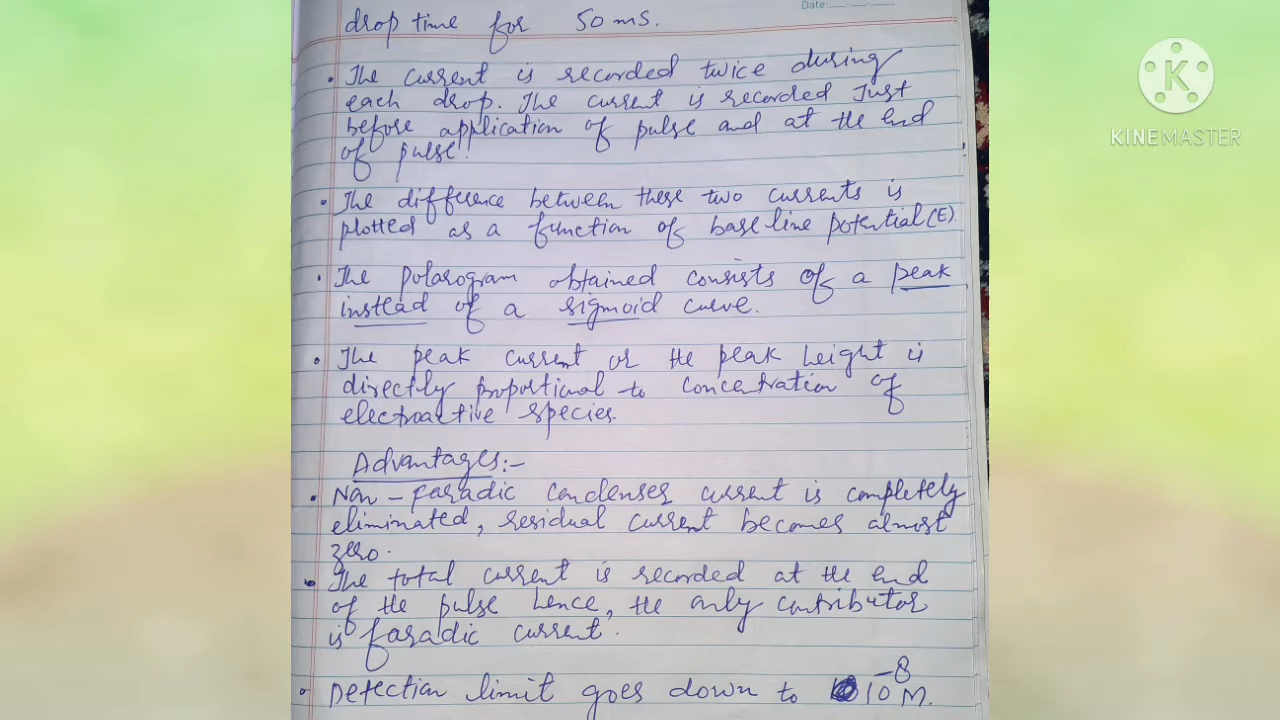 Date:
drop time for 50 ms.
• The current is recorded twice during
each drop. The current is recorded Just
before application of pulse and at the end
of pulse.
• The difference between these two currents is
plotted as a function of base line potential (E).
• The polarogram obtained consists of a peak
instead of a sigmoid curve.
• The peak current or the peak height is
directly proportional to concentration of
electroactive species.
Advantages:-
• Non-faradic condenser current is completely
eliminated, residual current becomes almost
zero.
• The total current is recorded at the end
of the pulse hence, the only contributor
is faradic current.
• Detection limit goes down to 10⁻⁸ M.
K
KINEMASTER